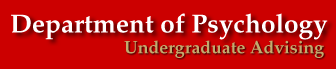 Department of Psychology
Undergraduate Advising